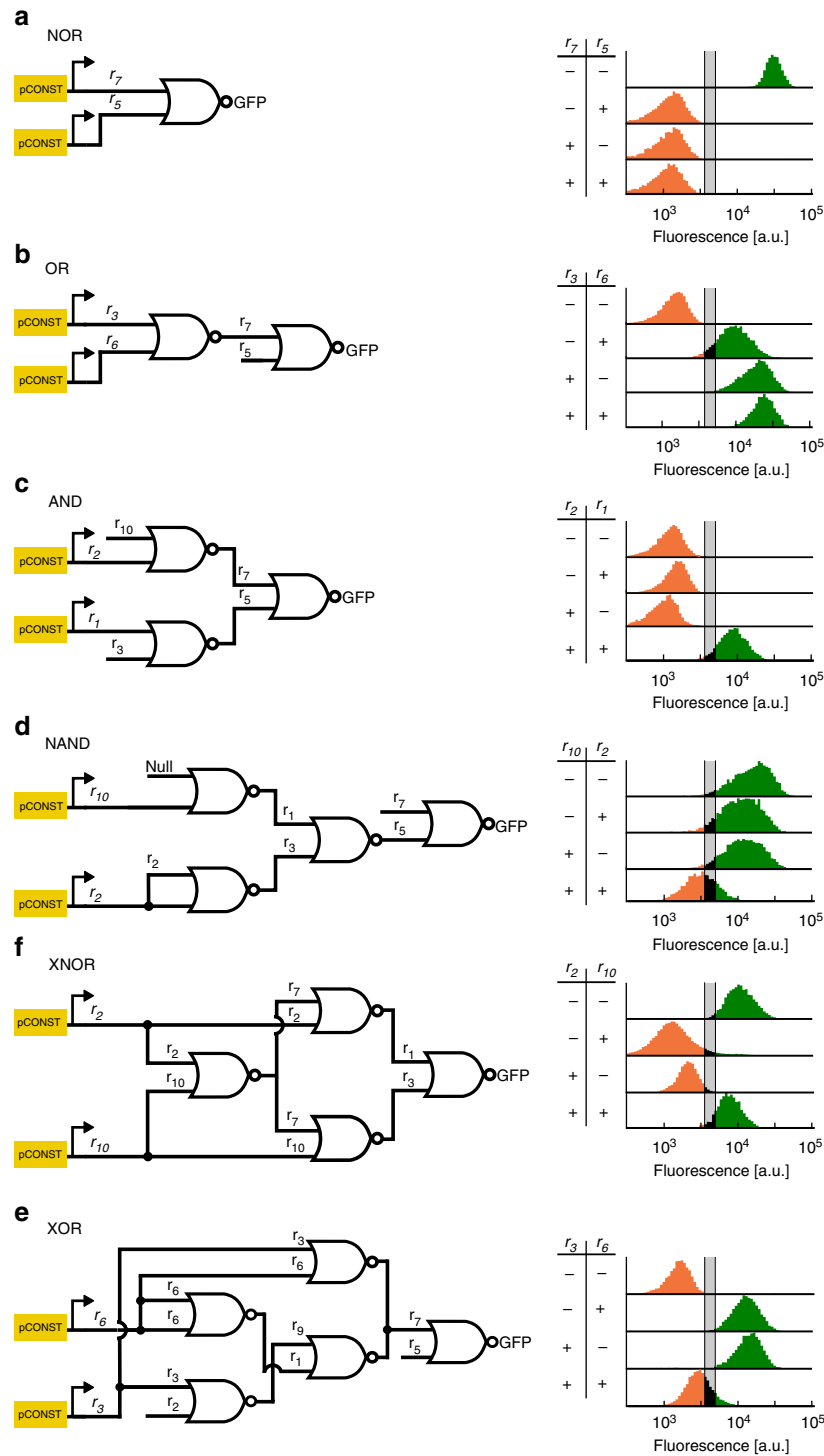 a
NOR
pCONST
r7
r5
pCONST
GFP
r7 r5
− −
− +
+ −
+ +
10³ 10⁴ 10⁵
Fluorescence [a.u.]
b
OR
pCONST
r3
r6
pCONST
r7
r5
GFP
r3 r6
− −
− +
+ −
+ +
10³ 10⁴ 10⁵
Fluorescence [a.u.]
c
AND
r10
pCONST
r2
r7
r5
GFP
pCONST
r1
r3
r2 r1
− −
− +
+ −
+ +
10³ 10⁴ 10⁵
Fluorescence [a.u.]
d
NAND
Null
pCONST
r10
r1
r7
r5
GFP
r3
r2
pCONST
r2
r10 r2
− −
− +
+ −
+ +
10³ 10⁴ 10⁵
Fluorescence [a.u.]
f
XNOR
r7
pCONST
r2
r2
r2
r10
r1
r3
GFP
r7
r10
pCONST
r10
r2 r10
− −
− +
+ −
+ +
10³ 10⁴ 10⁵
Fluorescence [a.u.]
e
XOR
r3
r6
r6
pCONST
r6
r6
r9
r1
r7
r5
GFP
r3
pCONST
r3
r2
r3 r6
− −
− +
+ −
+ +
10³ 10⁴ 10⁵
Fluorescence [a.u.]